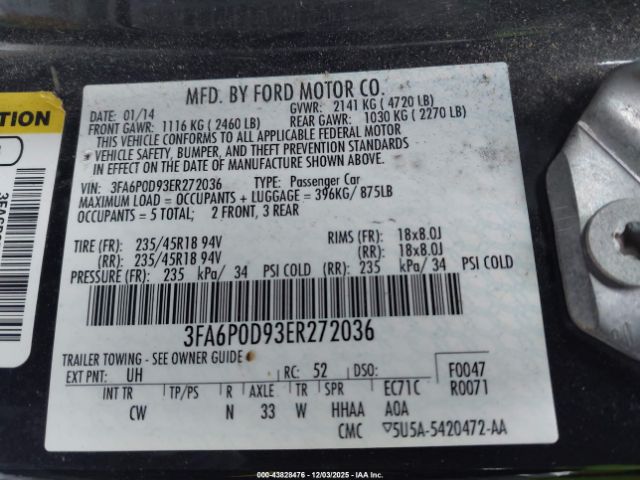 MFD. BY FORD MOTOR CO.
DATE: 01/14 GVWR: 2141 KG ( 4720 LB)
FRONT GAWR: 1116 KG ( 2460 LB) REAR GAWR: 1030 KG ( 2270 LB)
THIS VEHICLE CONFORMS TO ALL APPLICABLE FEDERAL MOTOR
VEHICLE SAFETY, BUMPER, AND THEFT PREVENTION STANDARDS
IN EFFECT ON THE DATE OF MANUFACTURE SHOWN ABOVE.
VIN: 3FA6P0D93ER272036 TYPE: Passenger Car
MAXIMUM LOAD = OCCUPANTS + LUGGAGE = 396KG/ 875LB
OCCUPANTS = 5 TOTAL; 2 FRONT, 3 REAR
TIRE (FR): 235/45R18 94V RIMS (FR): 18x8.0J
(RR): 235/45R18 94V (RR): 18x8.0J
PRESSURE (FR): 235 kPa/ 34 PSI COLD (RR): 235 kPa/ 34 PSI COLD
3FA6P0D93ER272036
TRAILER TOWING - SEE OWNER GUIDE
EXT PNT: UH RC: 52 DSO: F0047
INT TR TP/PS R AXLE TR SPR EC71C R0071
CW N 33 W HHAA AOA
CMC ▽5U5A-5420472-AA
TION
© 43828476 - 12/03/2025 - IAA, Inc.